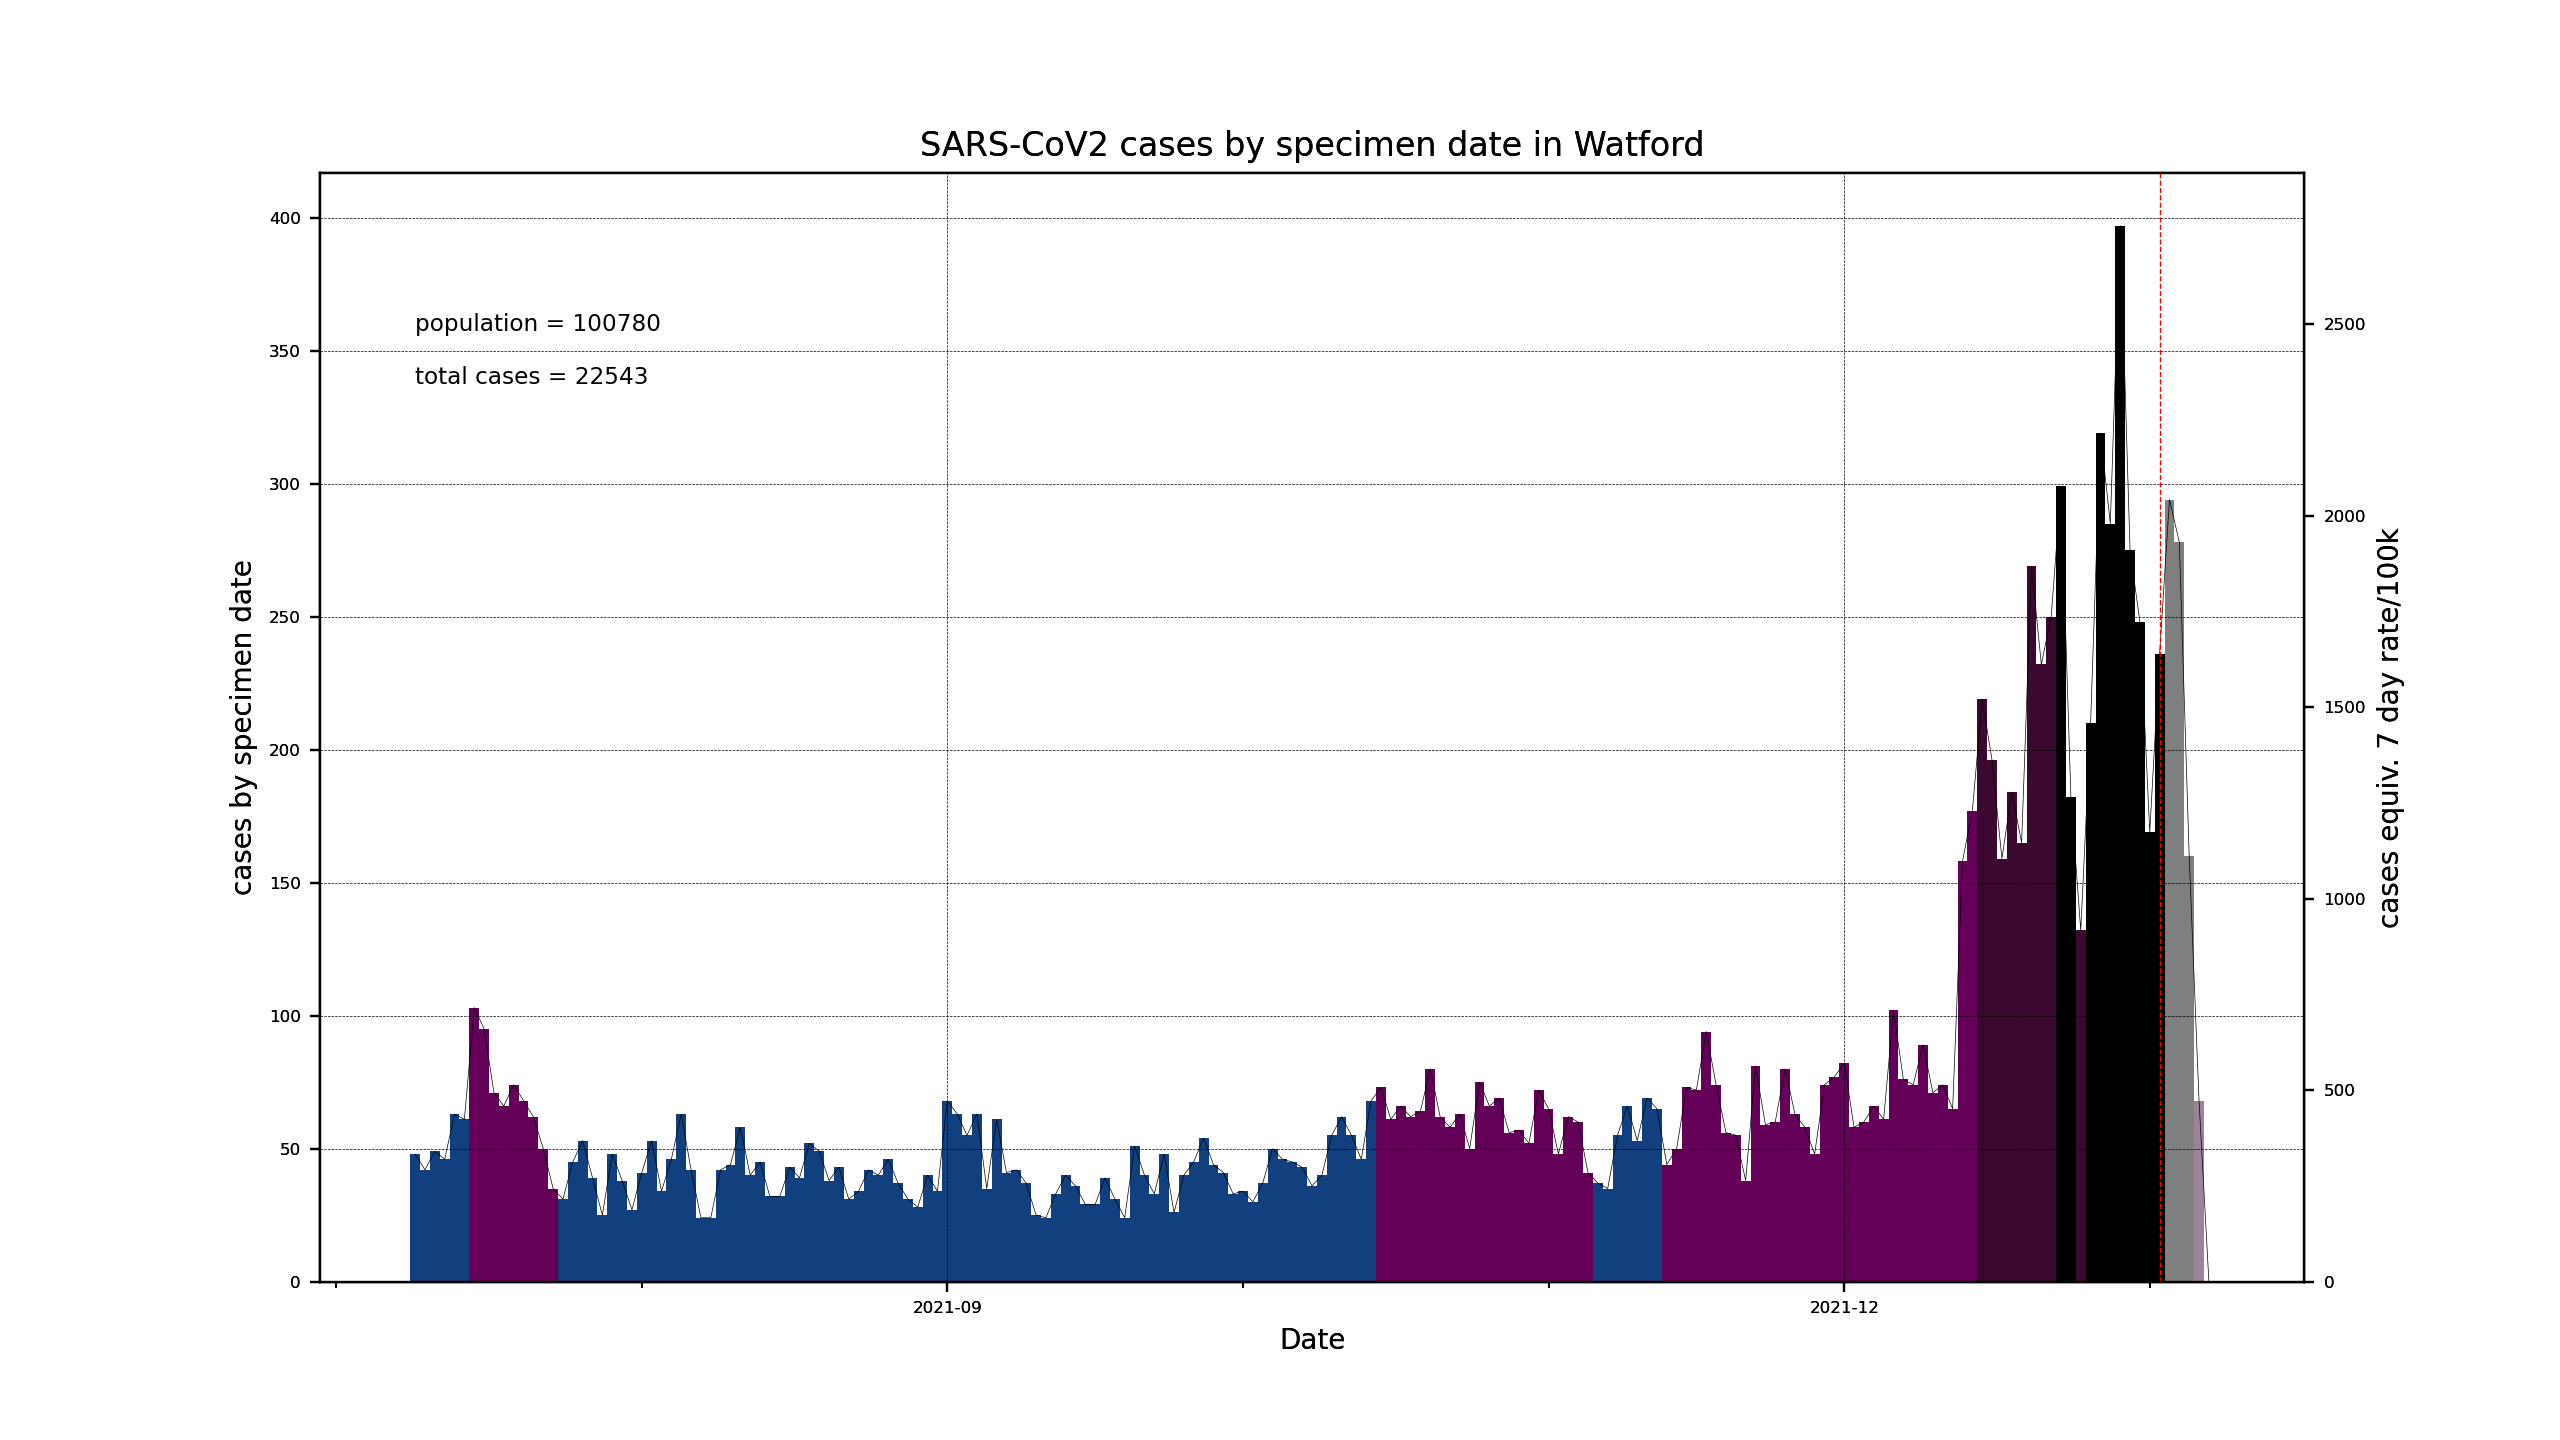 SARS-CoV2 cases by specimen date in Watford
population = 100780
total cases = 22543
cases by specimen date
400
350
300
250
200
150
100
50
0
2500
2000
1500
1000
500
0
cases equiv. 7 day rate/100k
2021-09
2021-12
Date